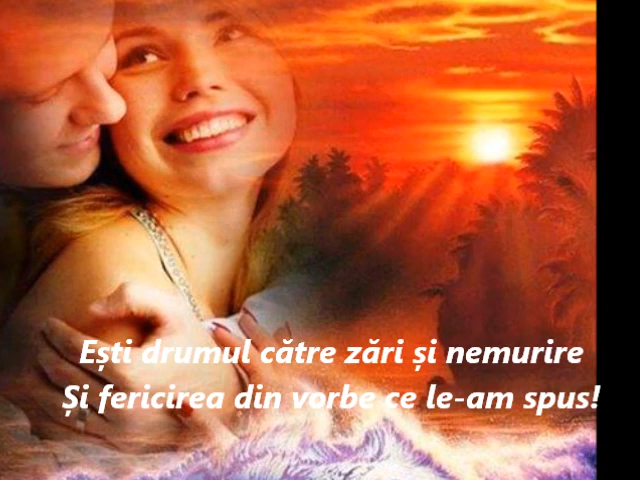 Ești drumul către zări și nemurire
Și fericirea din vorbe ce le-am spus!